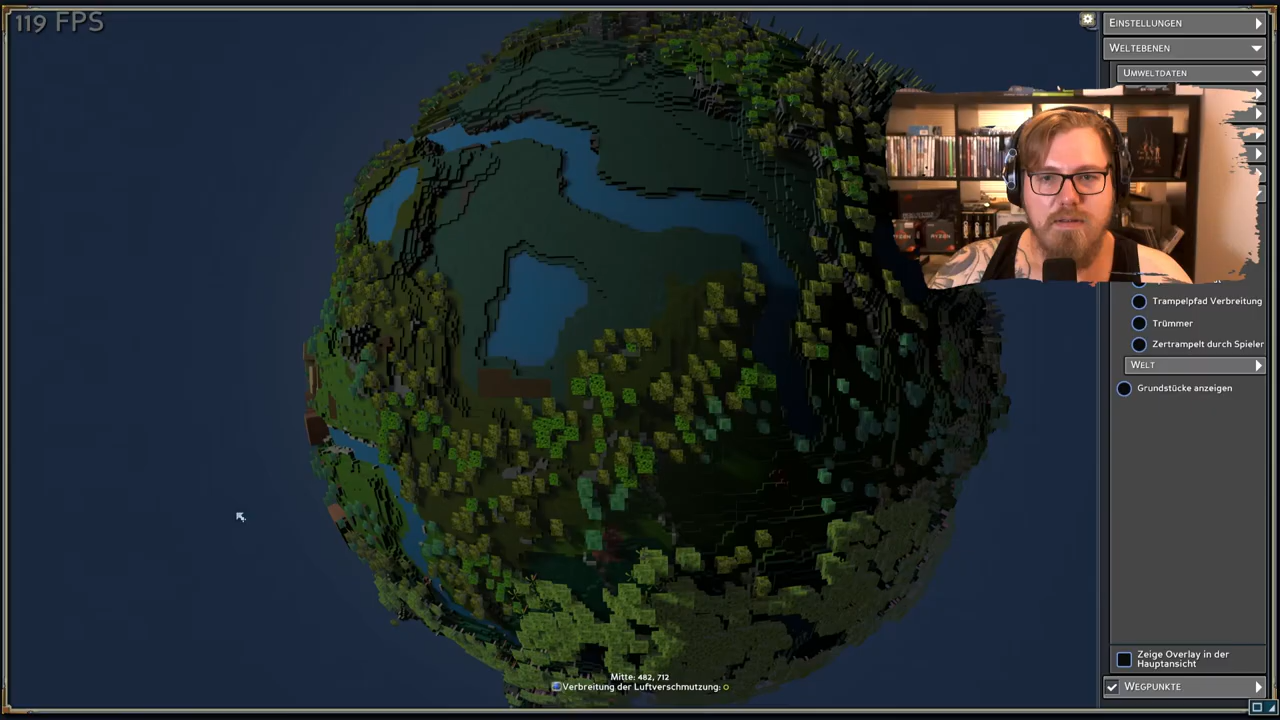 119 FPS
EINSTELLUNGEN
WELTEBENEN
UMWELTDATEN
Trampelpfad Verbreitung
Trümmer
Zertrampelt durch Spieler
WELT
Grundstücke anzeigen
Zeige Overlay in der
Hauptansicht
WEGPUNKTE
Mitte: 482, 712
Verbreitung der Luftverschmutzung: 0